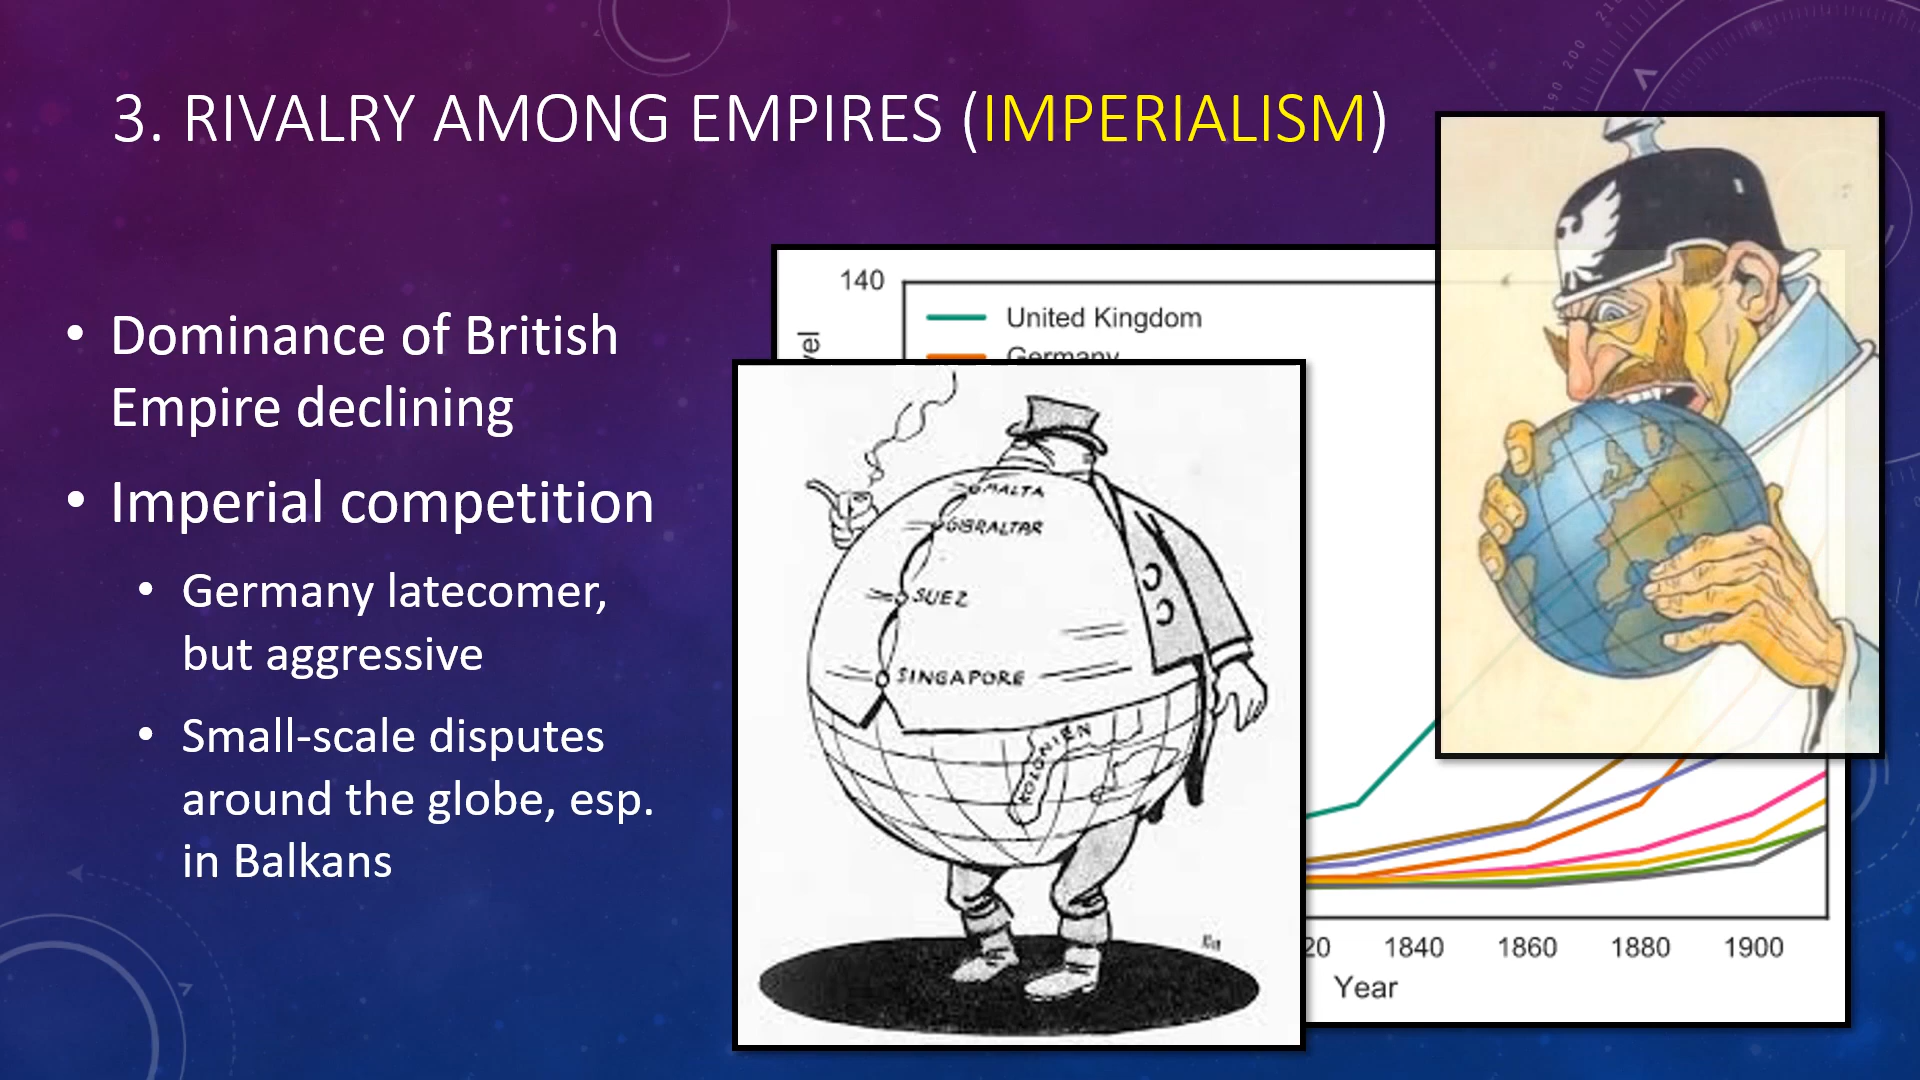 3. RIVALRY AMONG EMPIRES (IMPERIALISM)
• Dominance of British
Empire declining
• Imperial competition
• Germany latecomer,
but aggressive
• Small-scale disputes
around the globe, esp.
in Balkans
140
United Kingdom
Germany
MALTA
GIBRALTAR
SUEZ
SINGAPORE
KOLONIEN
20 1840 1860 1880 1900
Year